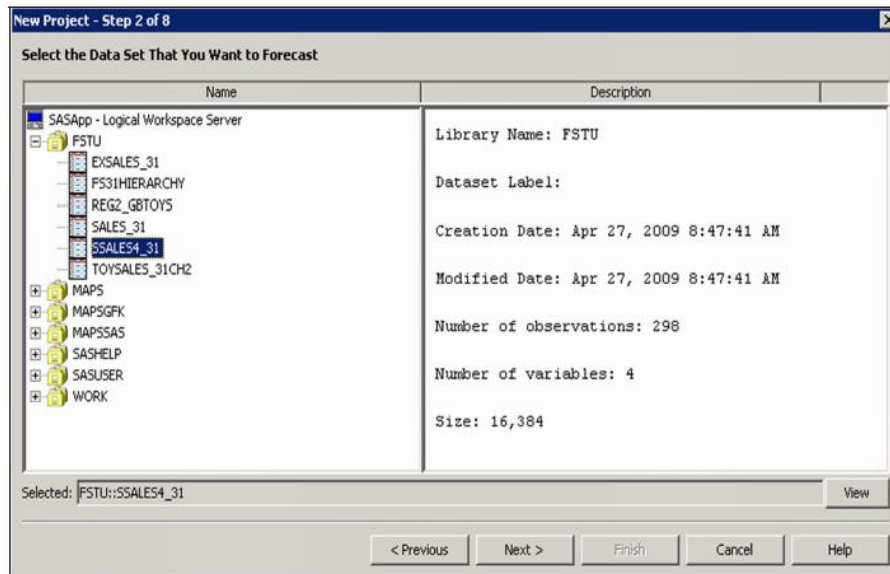 New Project - Step 2 of 8
Select the Data Set That You Want to Forecast
Name
Description
SASApp - Logical Workspace Server
FSTU
EXSALES_31
FS31HIERARCHY
REG2_GBTOYS
SALES_31
SSALES4_31
TOYSALES_31CH2
MAPS
MAPSGFK
MAPSSAS
SASHELP
SASUSER
WORK
Library Name: FSTU
Dataset Label:
Creation Date: Apr 27, 2009 8:47:41 AM
Modified Date: Apr 27, 2009 8:47:41 AM
Number of observations: 298
Number of variables: 4
Size: 16,384
Selected: FSTU::SSALES4_31
View
< Previous
Next >
Finish
Cancel
Help